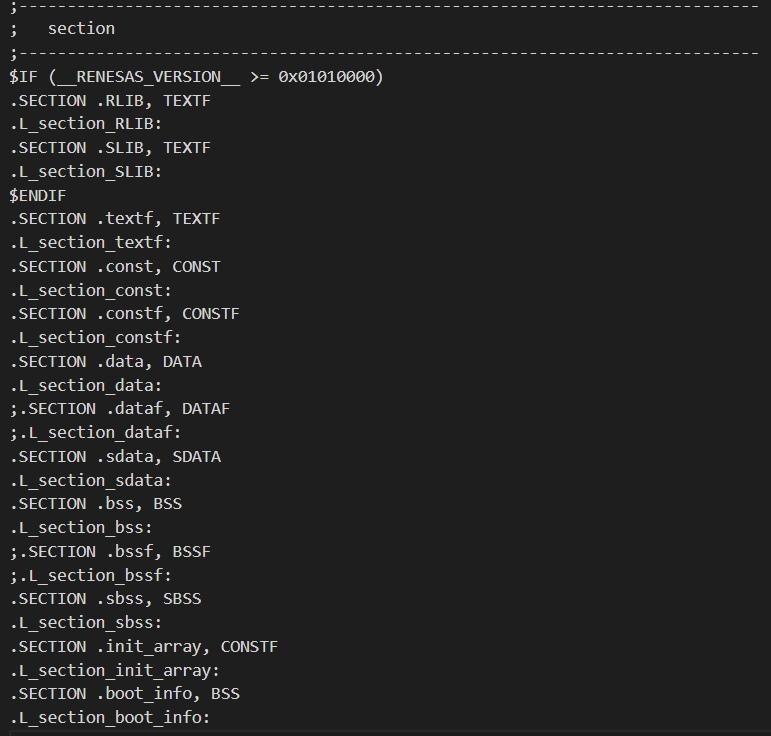 ;-----------------------------------------------------------------------------
;   section
;-----------------------------------------------------------------------------
$IF (__RENESAS_VERSION__ >= 0x01010000)
.SECTION .RLIB, TEXTF
.L_section_RLIB:
.SECTION .SLIB, TEXTF
.L_section_SLIB:
$ENDIF
.SECTION .textf, TEXTF
.L_section_textf:
.SECTION .const, CONST
.L_section_const:
.SECTION .constf, CONSTF
.L_section_constf:
.SECTION .data, DATA
.L_section_data:
;.SECTION .dataf, DATAF
;.L_section_dataf:
.SECTION .sdata, SDATA
.L_section_sdata:
.SECTION .bss, BSS
.L_section_bss:
;.SECTION .bssf, BSSF
;.L_section_bssf:
.SECTION .sbss, SBSS
.L_section_sbss:
.SECTION .init_array, CONSTF
.L_section_init_array:
.SECTION .boot_info, BSS
.L_section_boot_info: